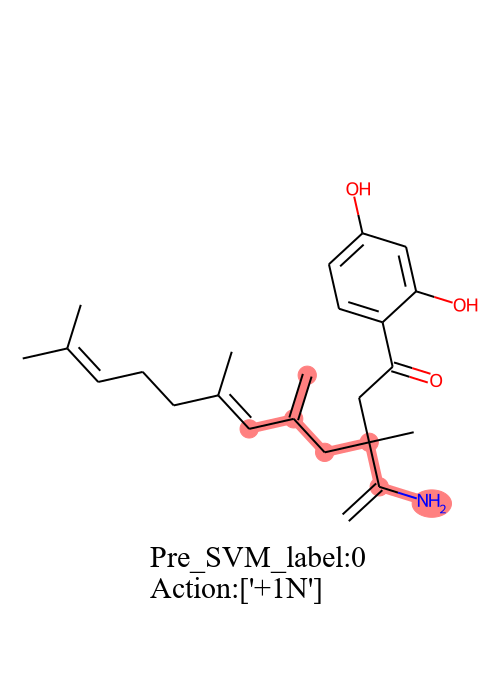 OH
OH
O
NH2
Pre_SVM_label:0
Action:['+1N']